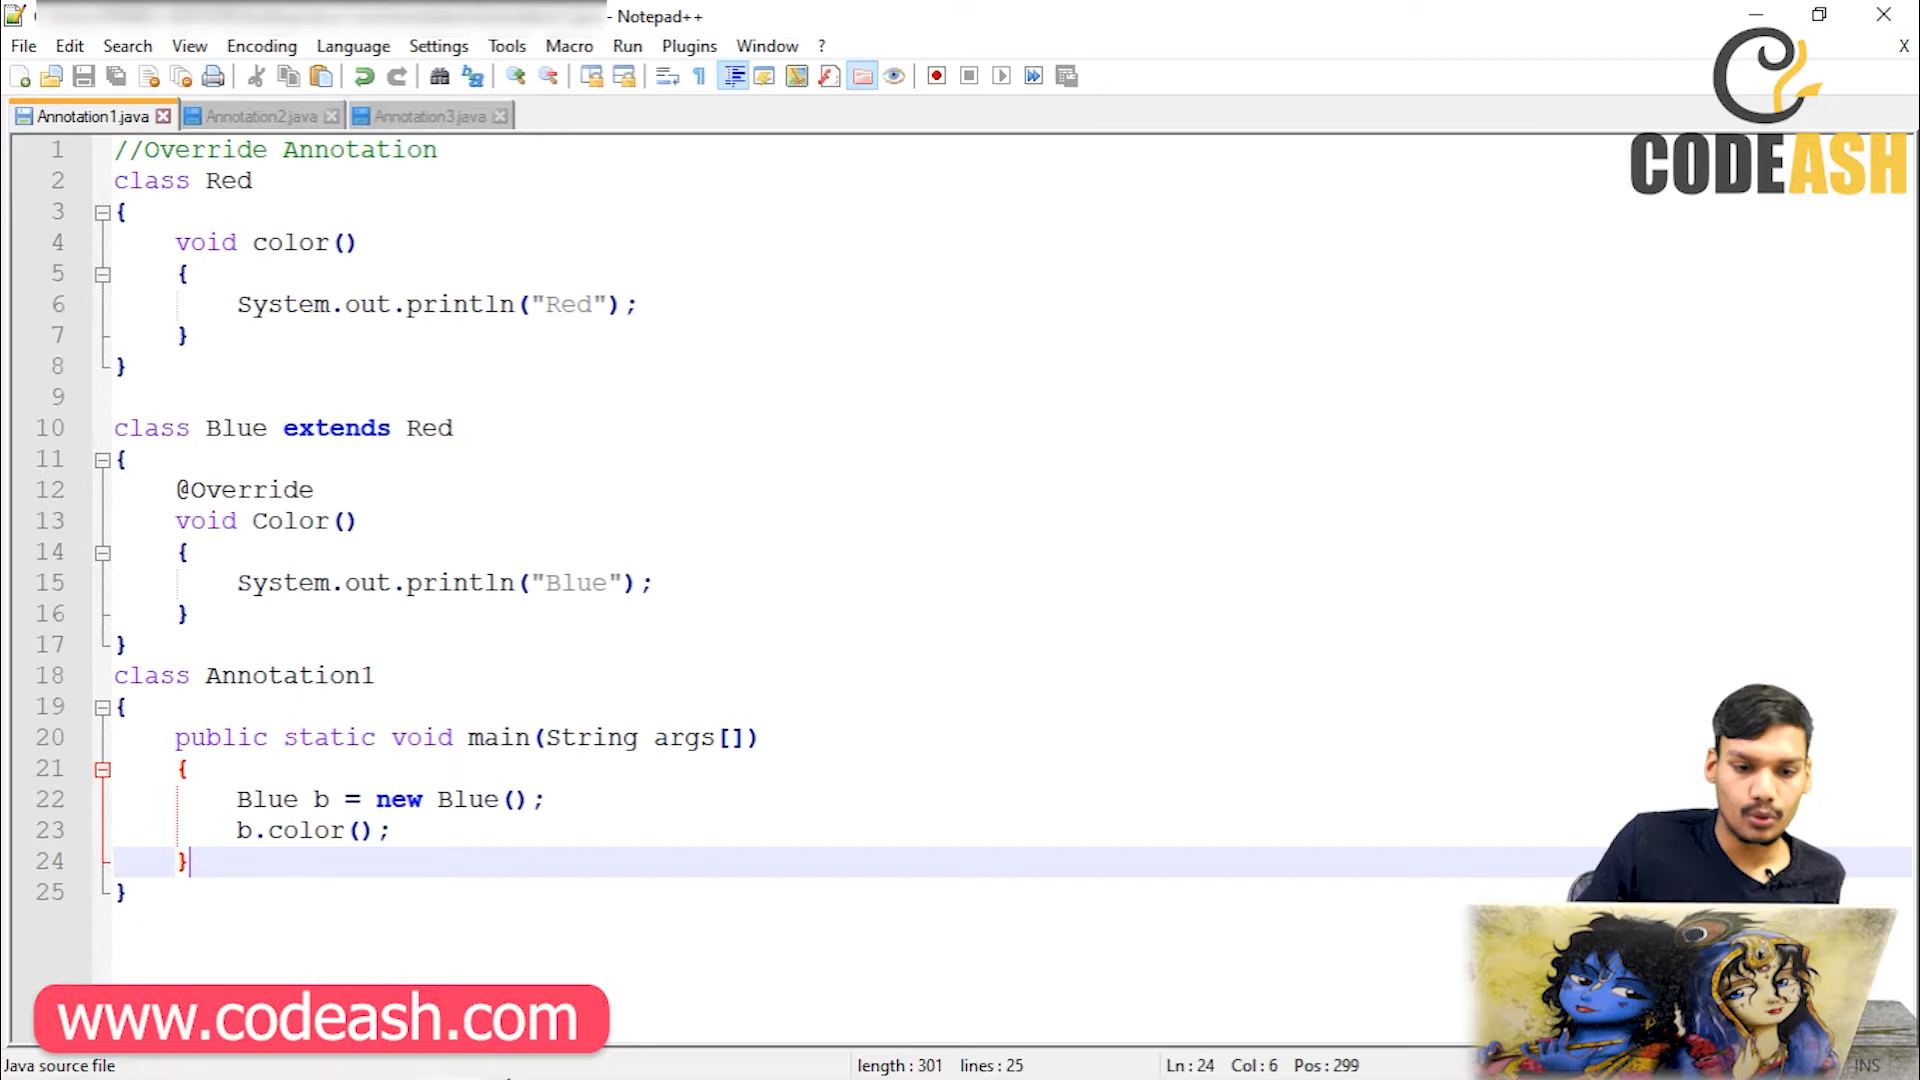 - Notepad++
File Edit Search View Encoding Language Settings Tools Macro Run Plugins Window ? X
Annotation1.java Annotation2.java Annotation3.java
CODEASH
1 //Override Annotation
2 class Red
3 {
4 void color()
5 {
6 System.out.println("Red");
7 }
8 }
9
10 class Blue extends Red
11 {
12 @Override
13 void Color()
14 {
15 System.out.println("Blue");
16 }
17 }
18 class Annotation1
19 {
20 public static void main(String args[])
21 {
22 Blue b = new Blue();
23 b.color();
24 }
25 }
www.codeash.com
Java source file length : 301 lines : 25 Ln : 24 Col : 6 Pos : 299 INS